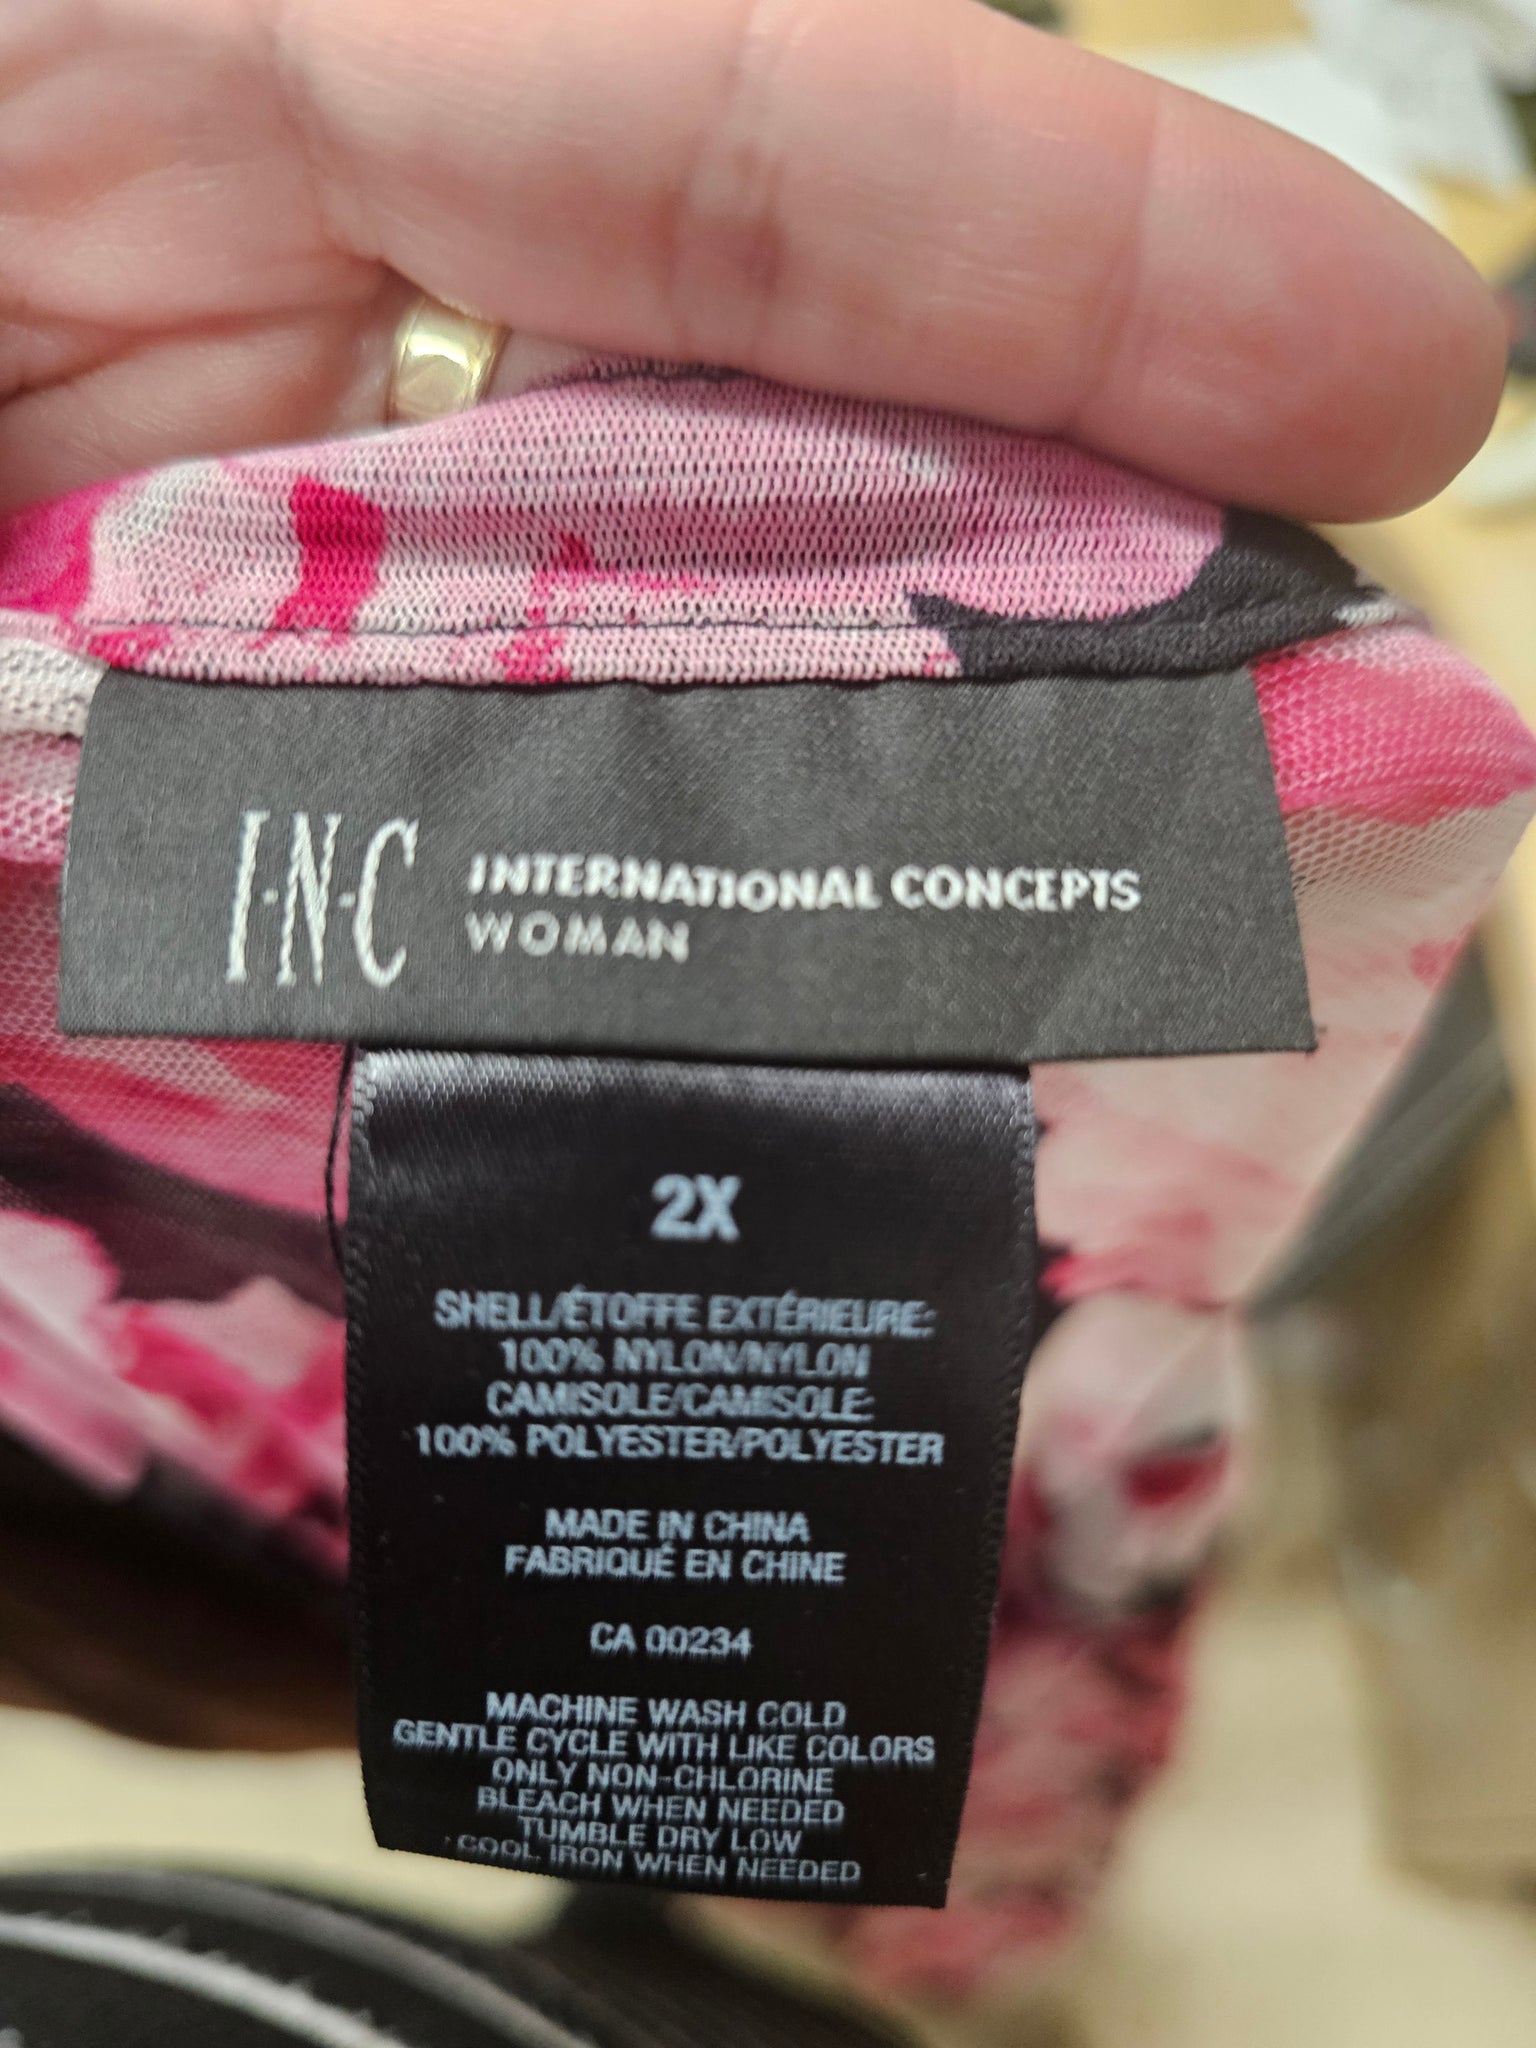 I·N·C INTERNATIONAL CONCEPTS
WOMAN
2X
SHELL/ÉTOFFE EXTÉRIEURE:
100% NYLON/NYLON
CAMISOLE/CAMISOLE:
100% POLYESTER/POLYESTER
MADE IN CHINA
FABRIQUÉ EN CHINE
CA 00234
MACHINE WASH COLD
GENTLE CYCLE WITH LIKE COLORS
ONLY NON-CHLORINE
BLEACH WHEN NEEDED
TUMBLE DRY LOW
COOL IRON WHEN NEEDED